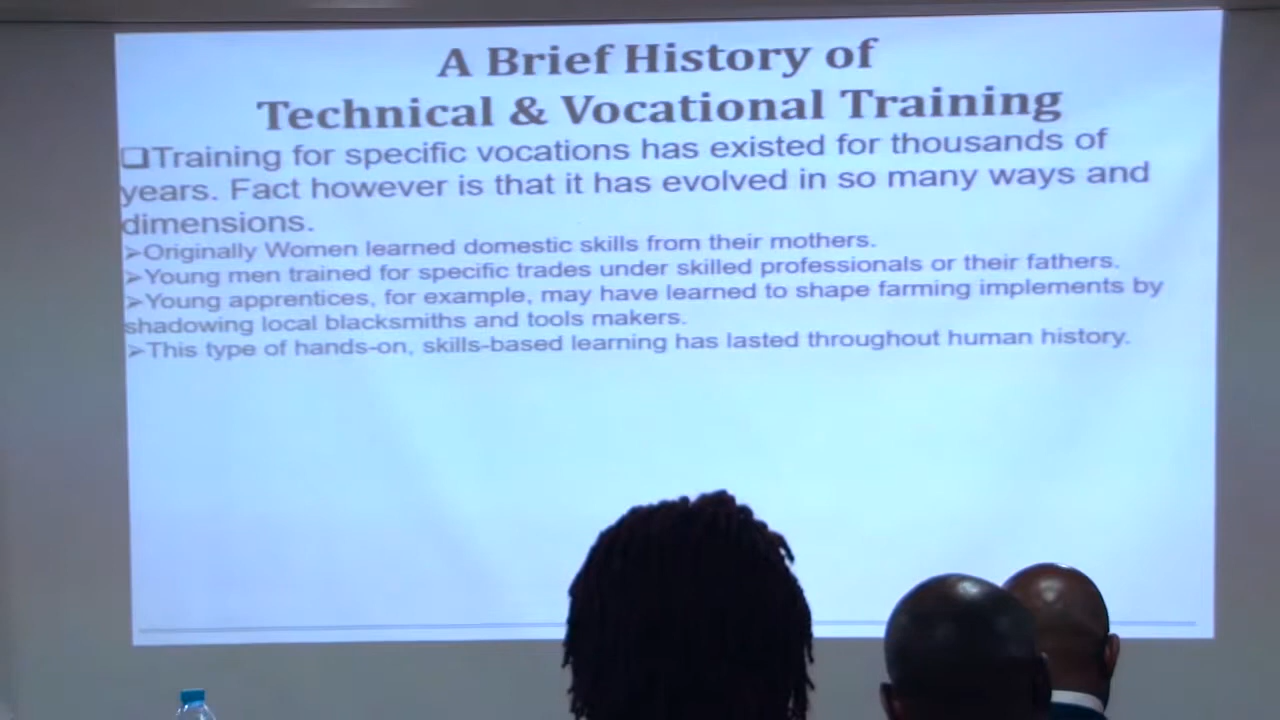 A Brief History of
Technical & Vocational Training
❑Training for specific vocations has existed for thousands of
years. Fact however is that it has evolved in so many ways and
dimensions.
➢Originally Women learned domestic skills from their mothers.
➢Young men trained for specific trades under skilled professionals or their fathers.
➢Young apprentices, for example, may have learned to shape farming implements by
shadowing local blacksmiths and tools makers.
➢This type of hands-on, skills-based learning has lasted throughout human history.